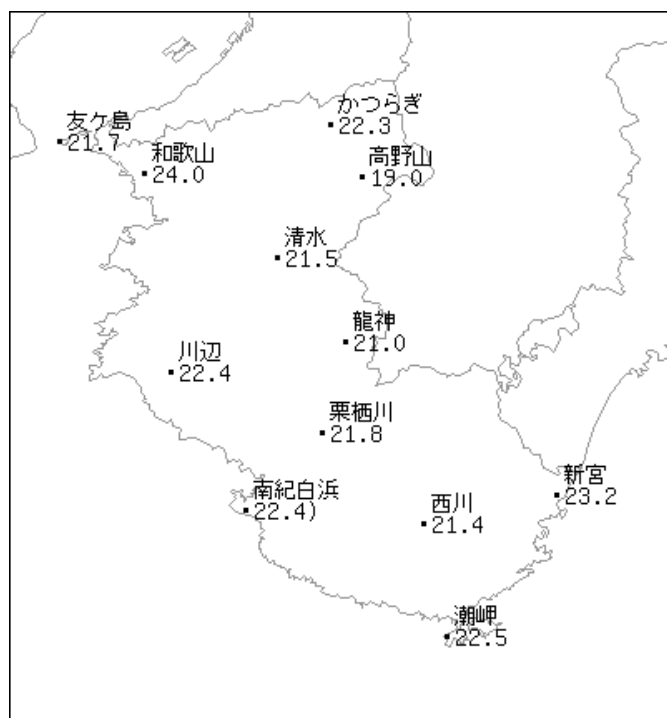 かつらぎ
22.3
友ケ島
21.7
和歌山
24.0
高野山
19.0
清水
21.5
龍神
21.0
川辺
22.4
栗栖川
21.8
南紀白浜
22.4)
西川
21.4
新宮
23.2
潮岬
22.5